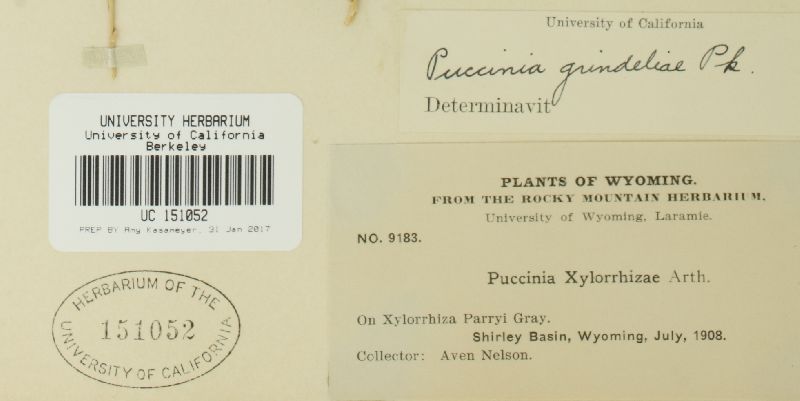 University of California
Puccinia grindeliae Pk.
Determinavit
UNIVERSITY HERBARIUM
University of California
Berkeley
UC 151052
PREP BY Amy Kasameyer, 31 Jan 2017
HERBARIUM OF THE
151052
UNIVERSITY OF CALIFORNIA
PLANTS OF WYOMING.
FROM THE ROCKY MOUNTAIN HERBARIUM.
University of Wyoming, Laramie.
NO. 9183.
Puccinia Xylorrhizae Arth.
On Xylorrhiza Parryi Gray.
Shirley Basin, Wyoming, July, 1908.
Collector: Aven Nelson.